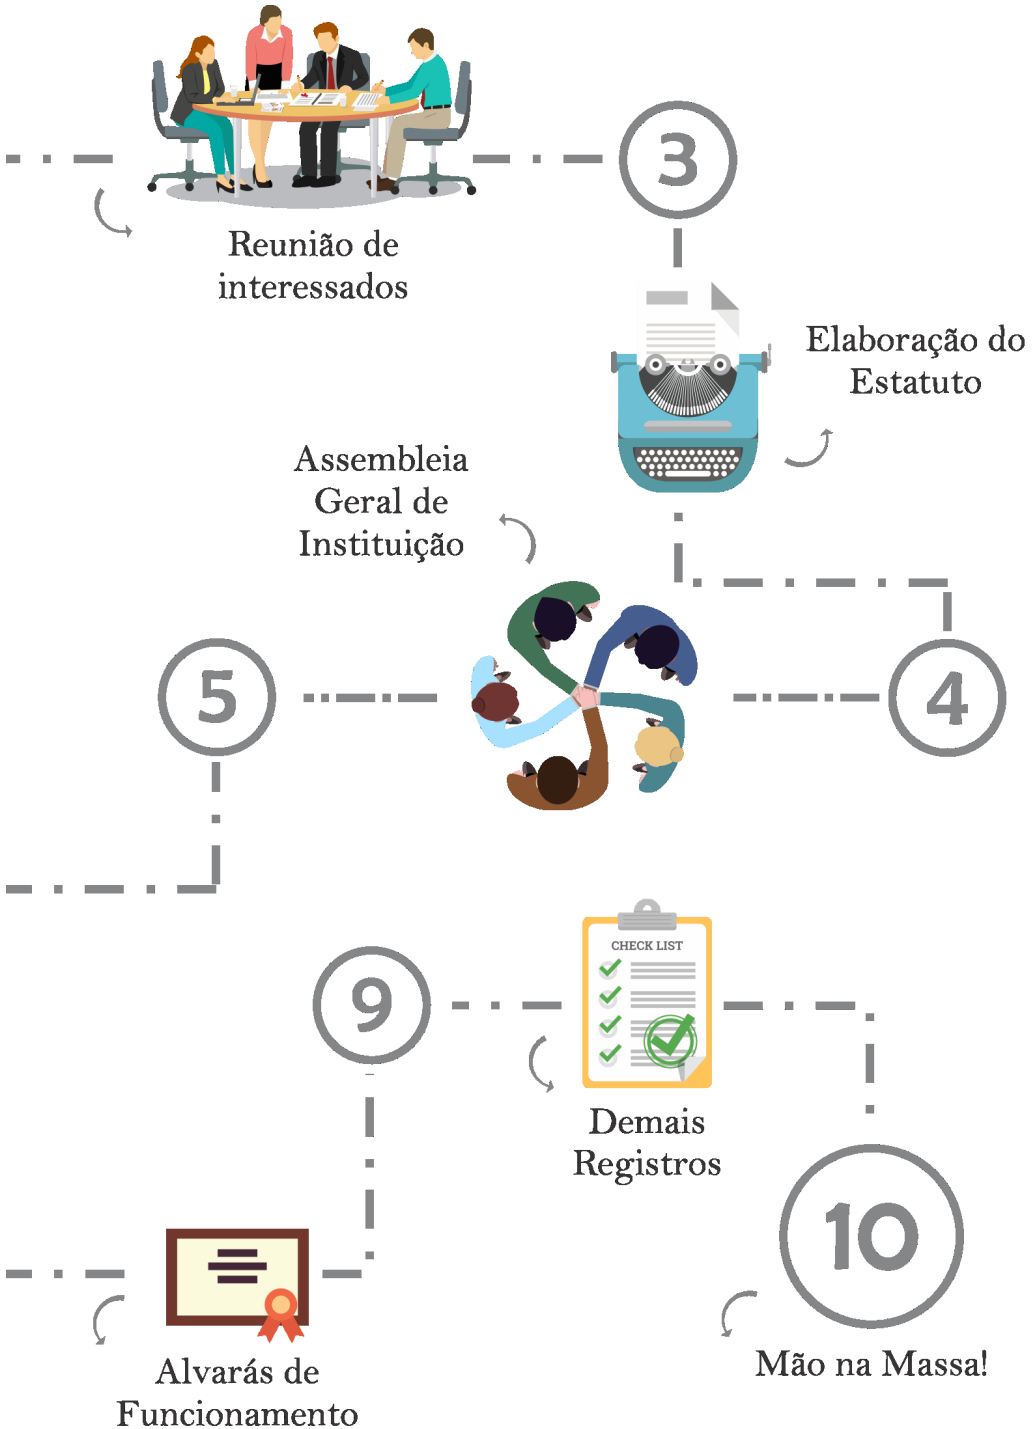 3
Reunião de
interessados
Elaboração do
Estatuto
Assembleia
Geral de
Instituição
5
4
CHECK LIST
9
Demais
Registros
10
Mão na Massa!
Alvarás de
Funcionamento